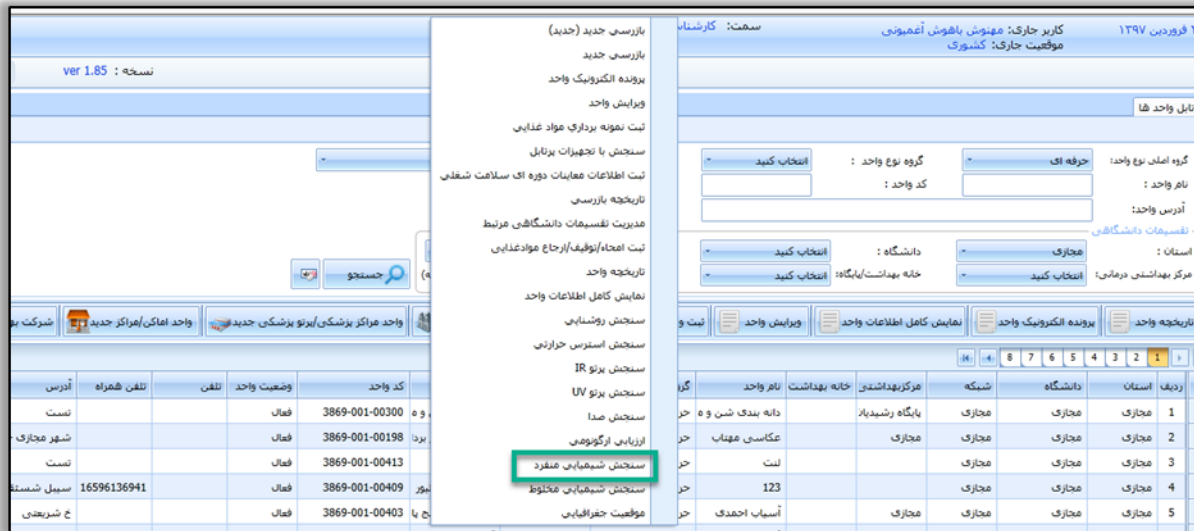 ۲ فروردین ۱۳۹۷
کاربر جاری: مهنوش باهوش آغمیونی
موقعیت جاری: کشوری
سمت: کارشناس
نسخه : ver 1.85
بازرسی جدید (جدید)
بازرسی جدید
پرونده الکترونیک واحد
ویرایش واحد
ثبت نمونه برداري مواد غذایی
سنجش با تجهیزات پرتابل
ثبت اطلاعات معاینات دوره ای سلامت شغلی
تاریخچه بازرسی
مدیریت تقسیمات دانشگاهی مرتبط
ثبت امحاء/توقیف/ارجاع موادغذایی
تاریخچه واحد
نمایش کامل اطلاعات واحد
سنجش روشنایی
سنجش استرس حرارتی
سنجش پرتو IR
سنجش پرتو UV
سنجش صدا
ارزیابی ارگونومی
سنجش شیمیایی منفرد
سنجش شیمیایی مخلوط
موقعیت جغرافیایی
تابل واحد ها
گروه اصلی نوع واحد: حرفه ای گروه نوع واحد : انتخاب کنید
نام واحد : کد واحد :
آدرس واحد:
تقسیمات دانشگاهی
استان : مجازی دانشگاه : انتخاب کنید
مرکز بهداشتی درمانی: انتخاب کنید خانه بهداشت/پایگاه: انتخاب کنید
جستجو
تاریخچه واحد پرونده الکترونیک واحد نمایش کامل اطلاعات واحد ویرایش واحد ثبت و واحد مراکز پزشکی/پرتو پزشکی جدید واحد اماکن/مراکز جدید شرکت
1 2 3 4 5 6 7 8
ردیف استان دانشگاه شبکه مرکزبهداشتی خانه بهداشت نام واحد کد واحد وضعیت واحد تلفن تلفن همراه آدرس
1 مجازی مجازی مجازی پایگاه رشیدیان دانه بندی شن و م 3869-001-00300 فعال تست
2 مجازی مجازی مجازی مجازی عکاسی مهتاب 3869-001-00198 فعال شهر مجازی
3 مجازی مجازی مجازی لنت 3869-001-00413 فعال تست
4 مجازی مجازی مجازی 123 3869-001-00409 فعال 16596136941
5 مجازی مجازی مجازی مجازی آسیاب احمدی 3869-001-00403 فعال خ شریعتی